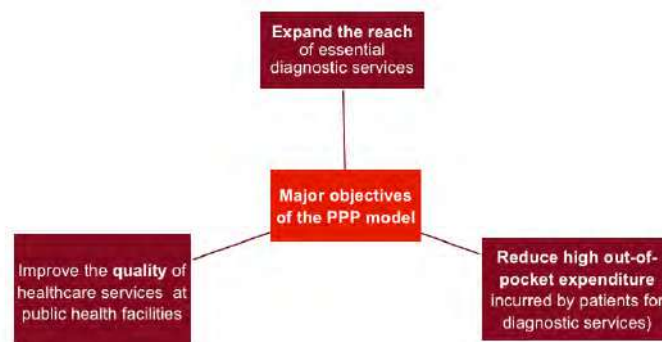 Expand the reach
of essential
diagnostic services
Major objectives
of the PPP model
Improve the quality of
healthcare services at
public health facilities
Reduce high out-of-
pocket expenditure
incurred by patients for
diagnostic services)